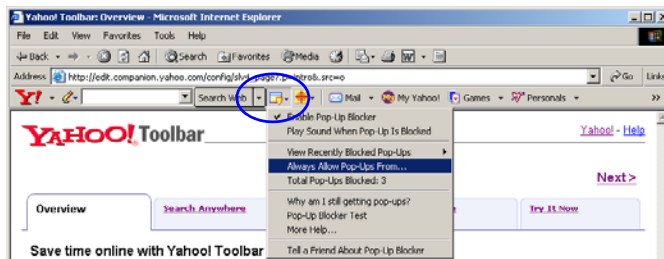 Yahoo! Toolbar: Overview - Microsoft Internet Explorer
File Edit View Favorites Tools Help
Back Search Favorites Media
Address http://edit.companion.yahoo.com/config/slv4_page?.p=intro&.src=o Go Links
Y! Search Web Mail My Yahoo! Games Personals
Enable Pop-Up Blocker
Play Sound When Pop-Up Is Blocked
YAHOO! Toolbar Yahoo! - Help
View Recently Blocked Pop-Ups
Always Allow Pop-Ups From...
Total Pop-Ups Blocked: 3
Next >
Why am I still getting pop-ups?
Overview Search Anywhere Try It Now
Pop-Up Blocker Test
More Help...
Save time online with Yahoo! Toolbar
Tell a Friend About Pop-Up Blocker